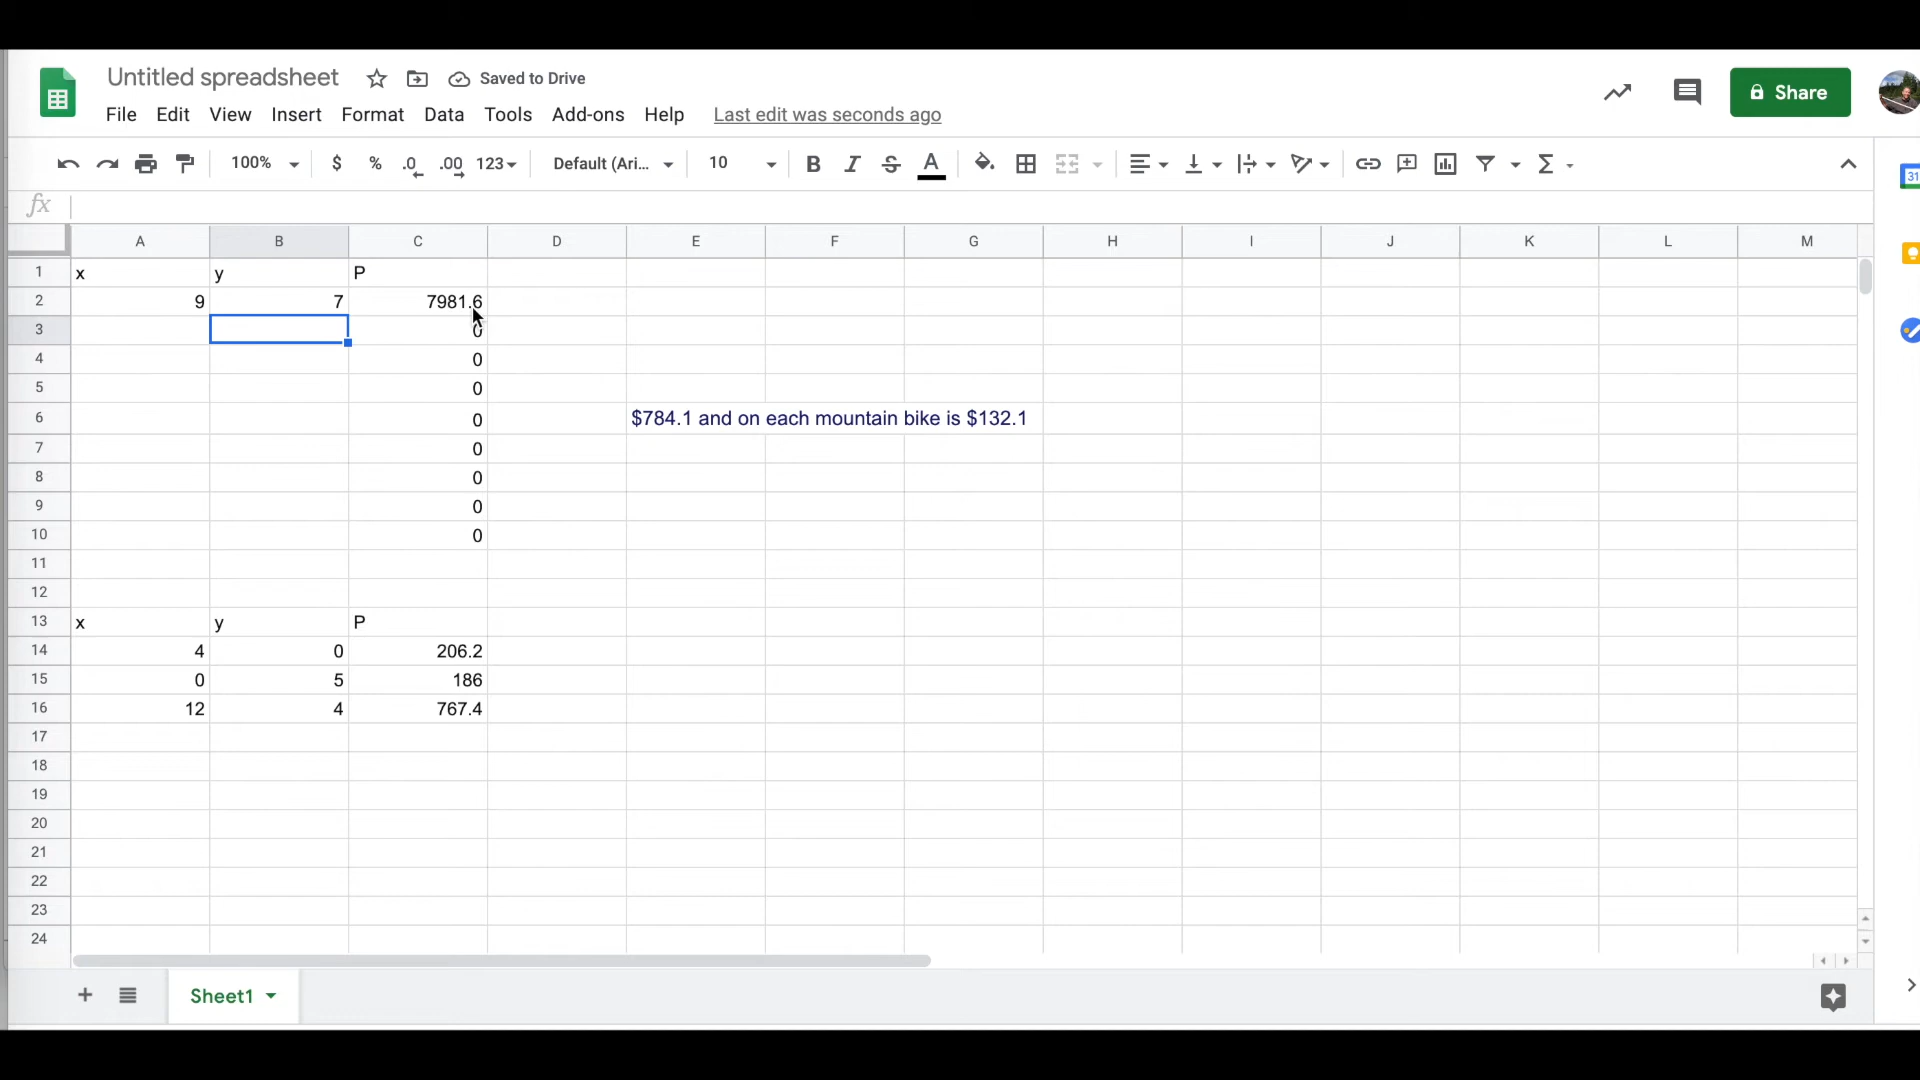 Untitled spreadsheet Saved to Drive
File Edit View Insert Format Data Tools Add-ons Help Last edit was seconds ago
Share
100% $ % .0 .00 123 Default (Ari... 10 B I S A Σ
31
fx
A B C D E F G H I J K L M
1 x y P
2 9 7 7981.6
3 0
4 0
5 0
6 0 $784.1 and on each mountain bike is $132.1
7 0
8 0
9 0
10 0
11
12
13 x y P
14 4 0 206.2
15 0 5 186
16 12 4 767.4
17
18
19
20
21
22
23
24
Sheet1